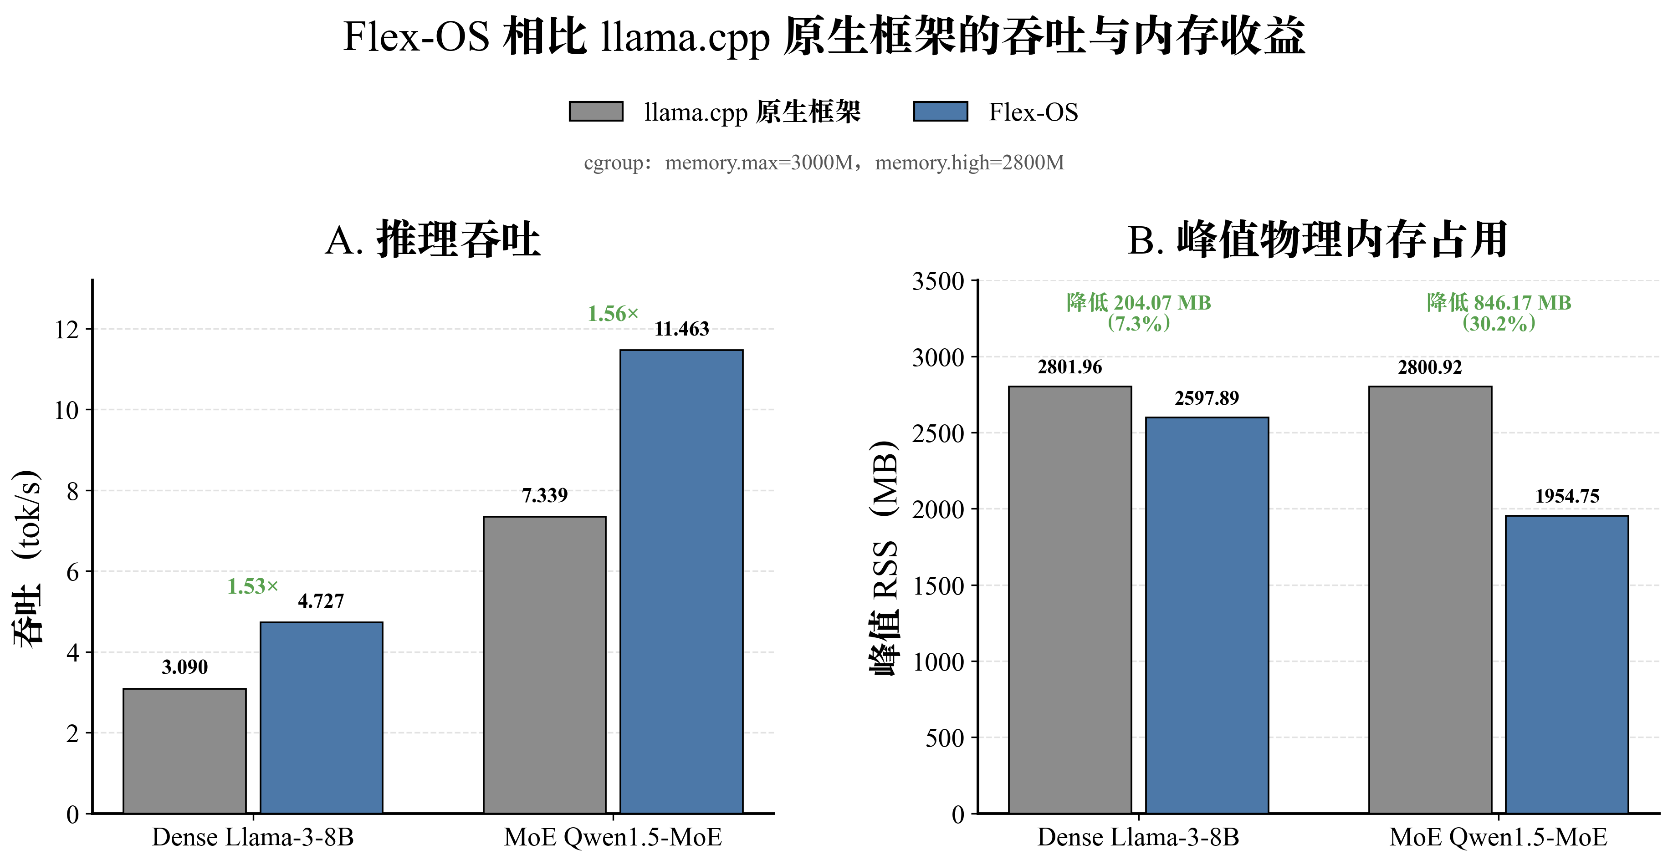 Flex-OS 相比 llama.cpp 原生框架的吞吐与内存收益
llama.cpp 原生框架
Flex-OS
cgroup：memory.max=3000M，memory.high=2800M
A. 推理吞吐
吞吐（tok/s）
12
10
8
6
4
2
0
1.53×
3.090
4.727
1.56×
7.339
11.463
Dense Llama-3-8B
MoE Qwen1.5-MoE
B. 峰值物理内存占用
峰值 RSS（MB）
3500
3000
2500
2000
1500
1000
500
0
降低 204.07 MB
(7.3%)
2801.96
2597.89
降低 846.17 MB
(30.2%)
2800.92
1954.75
Dense Llama-3-8B
MoE Qwen1.5-MoE